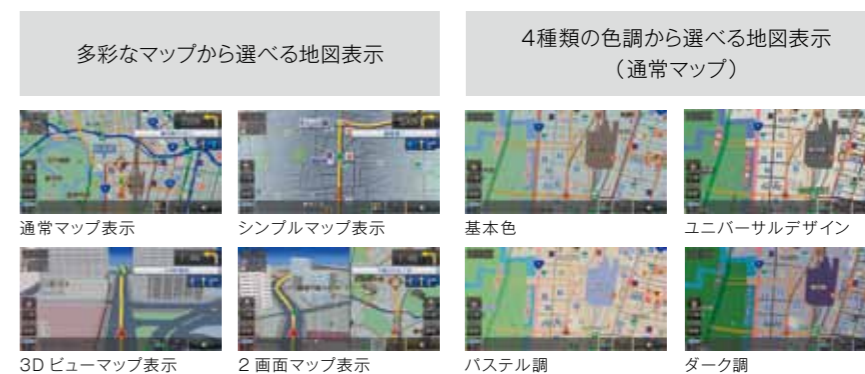 多彩なマップから選べる地図表示
4種類の色調から選べる地図表示
（通常マップ）
通常マップ表示
シンプルマップ表示
基本色
ユニバーサルデザイン
3Dビューマップ表示
2画面マップ表示
パステル調
ダーク調